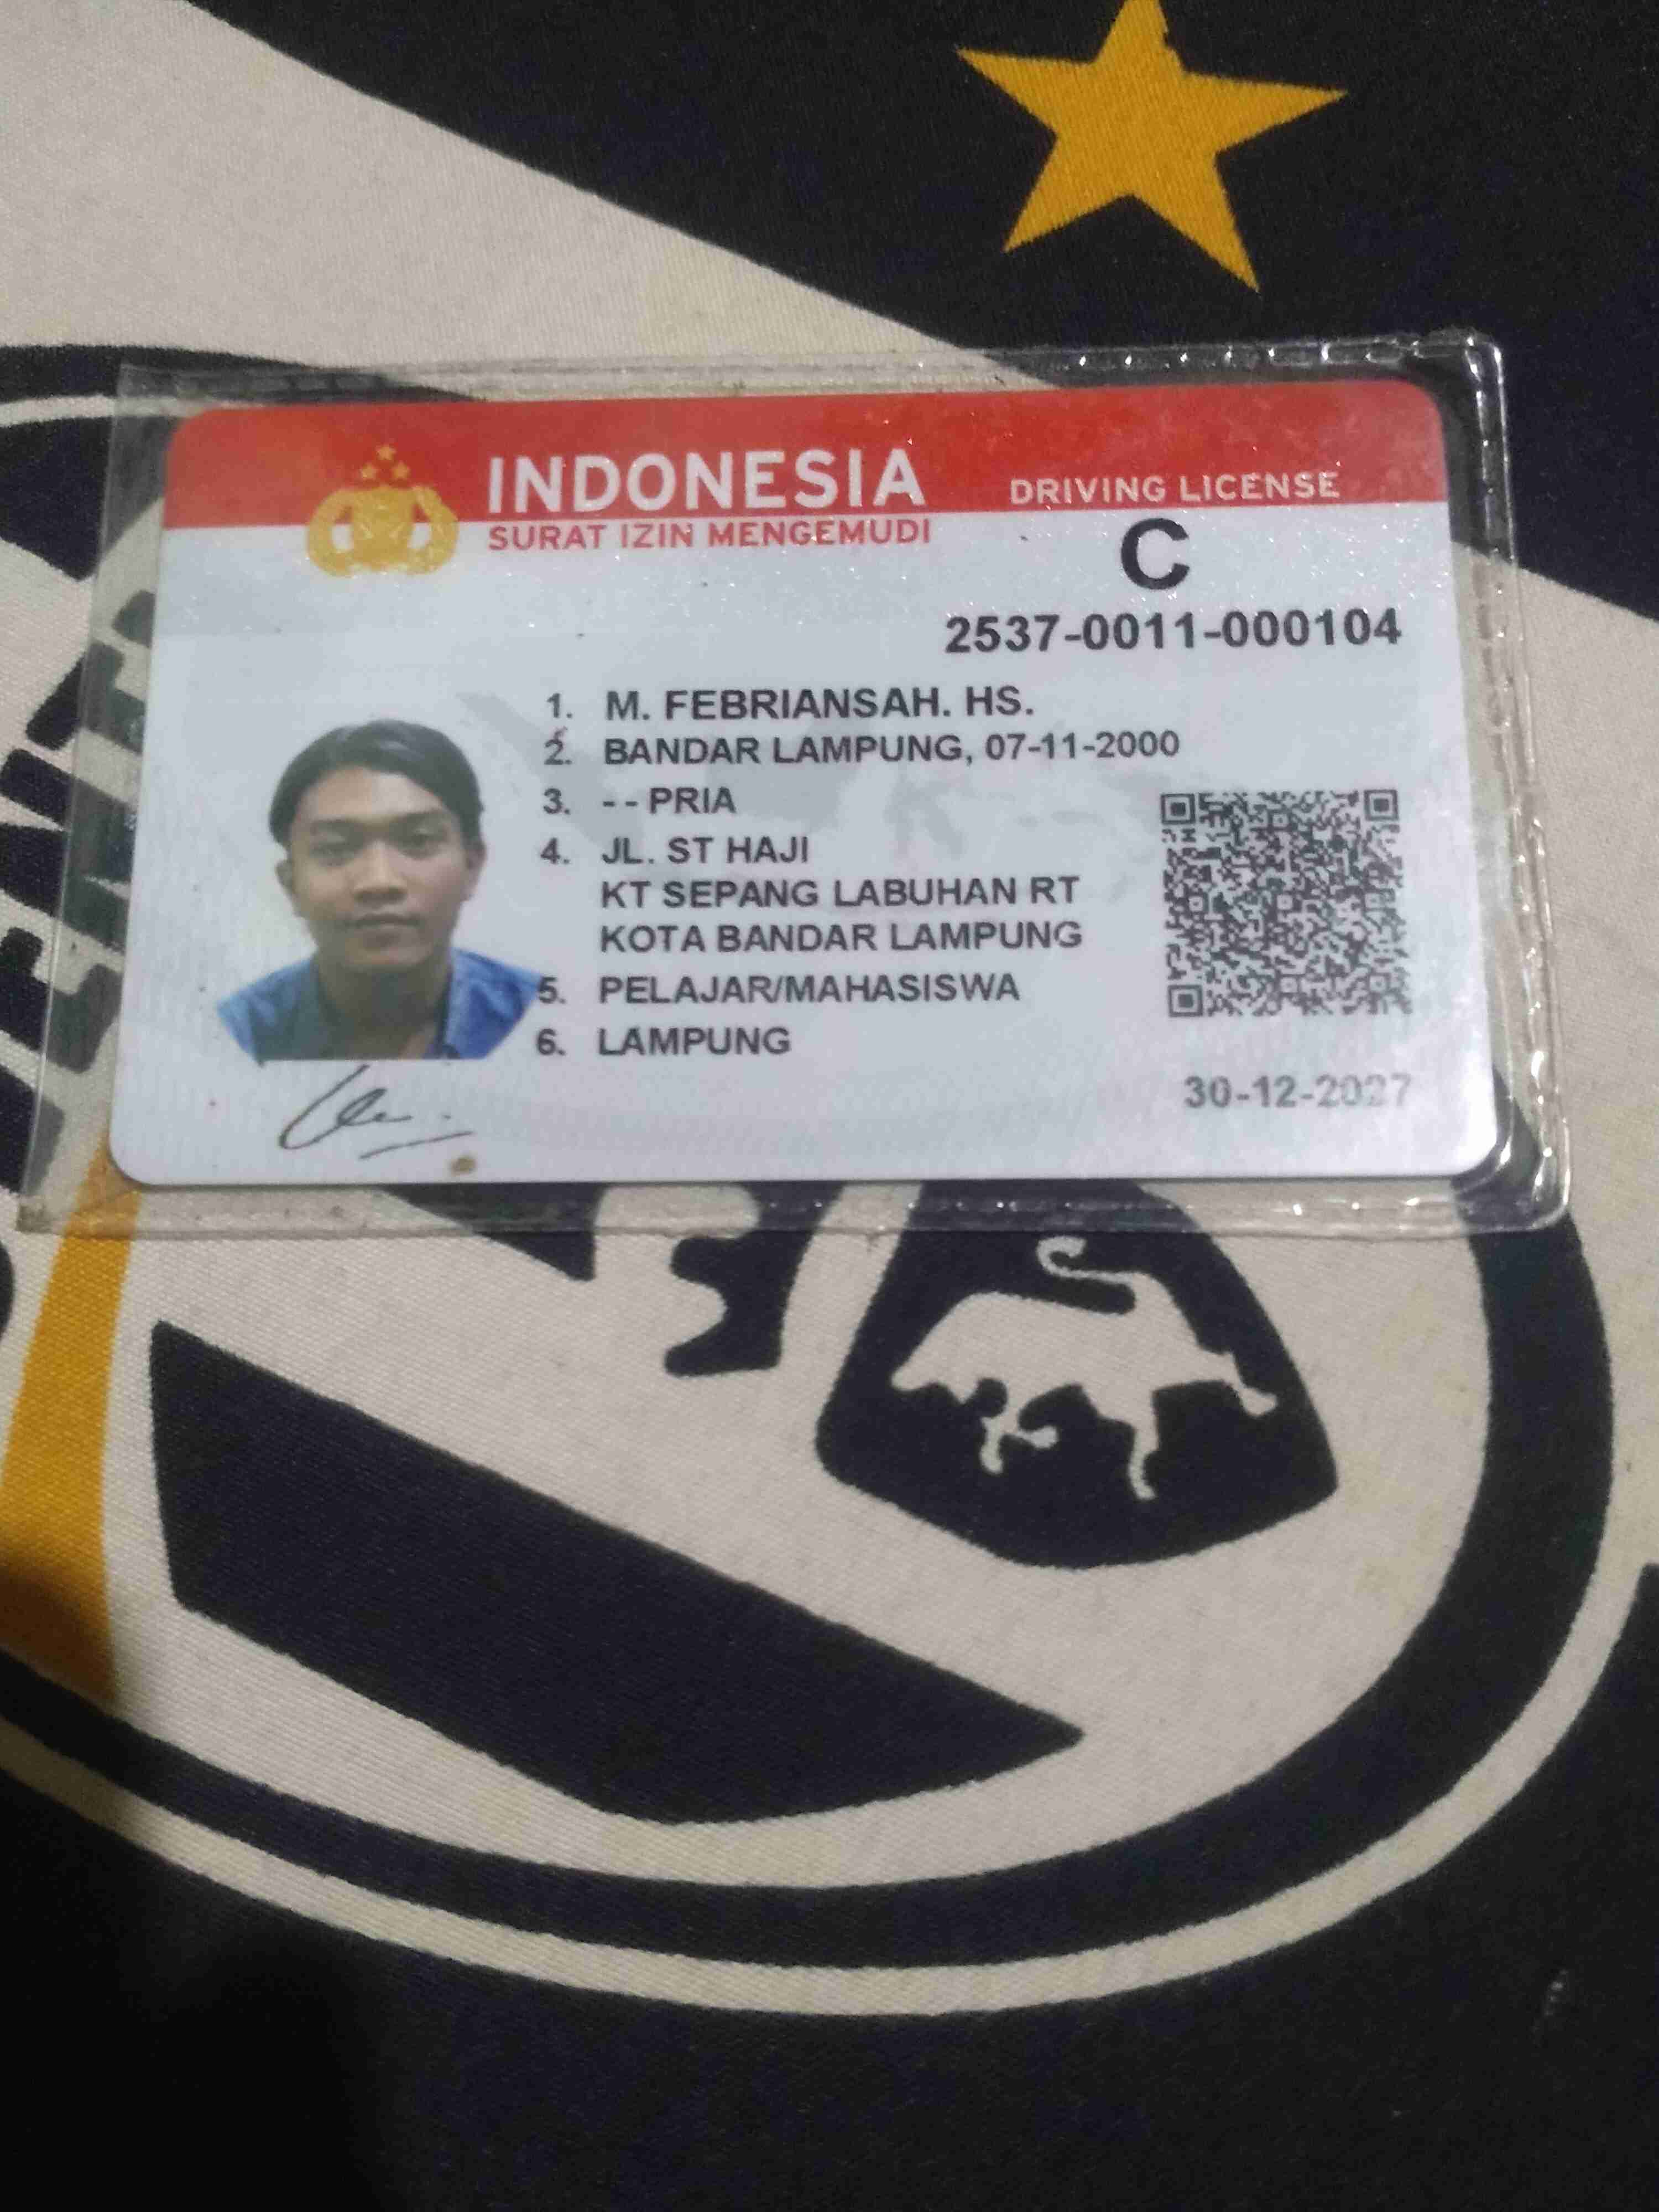 INDONESIA
DRIVING LICENSE
SURAT IZIN MENGEMUDI
C
2537-0011-000104
1. M. FEBRIANSAH. HS.
2. BANDAR LAMPUNG, 07-11-2000
3. - - PRIA
4. JL. ST HAJI
KT SEPANG LABUHAN RT
KOTA BANDAR LAMPUNG
5. PELAJAR/MAHASISWA
6. LAMPUNG
30-12-2027